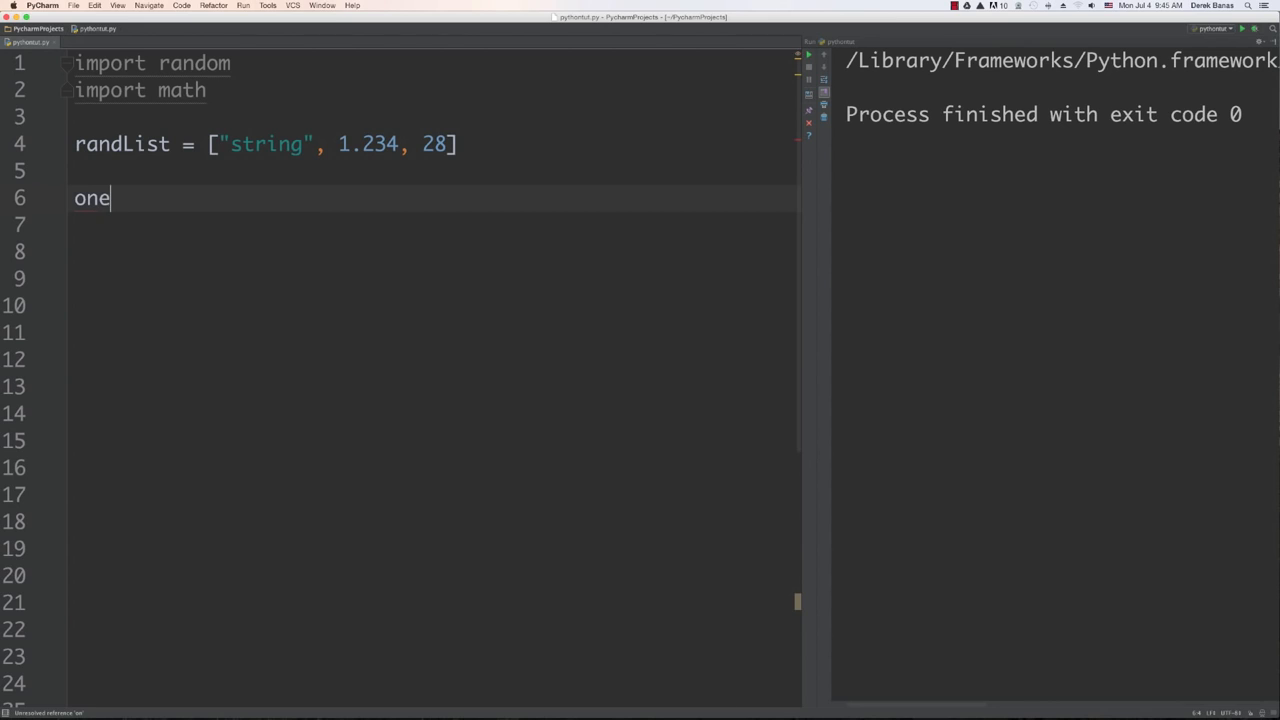 PyCharm File Edit View Navigate Code Refactor Run Tools VCS Window Help 10 Mon Jul 4 9:45 AM Derek Banas
pythontut.py - PycharmProjects - [~/PycharmProjects]
PycharmProjects pythontut.py pythontut
pythontut.py Run pythontut
1 import random
2 import math
3
4 randList = ["string", 1.234, 28]
5
6 one
7
8
9
10
11
12
13
14
15
16
17
18
19
20
21
22
23
24
25
/Library/Frameworks/Python.framework
Process finished with exit code 0
Unresolved reference 'on' 6:4 LF‡ UTF-8‡